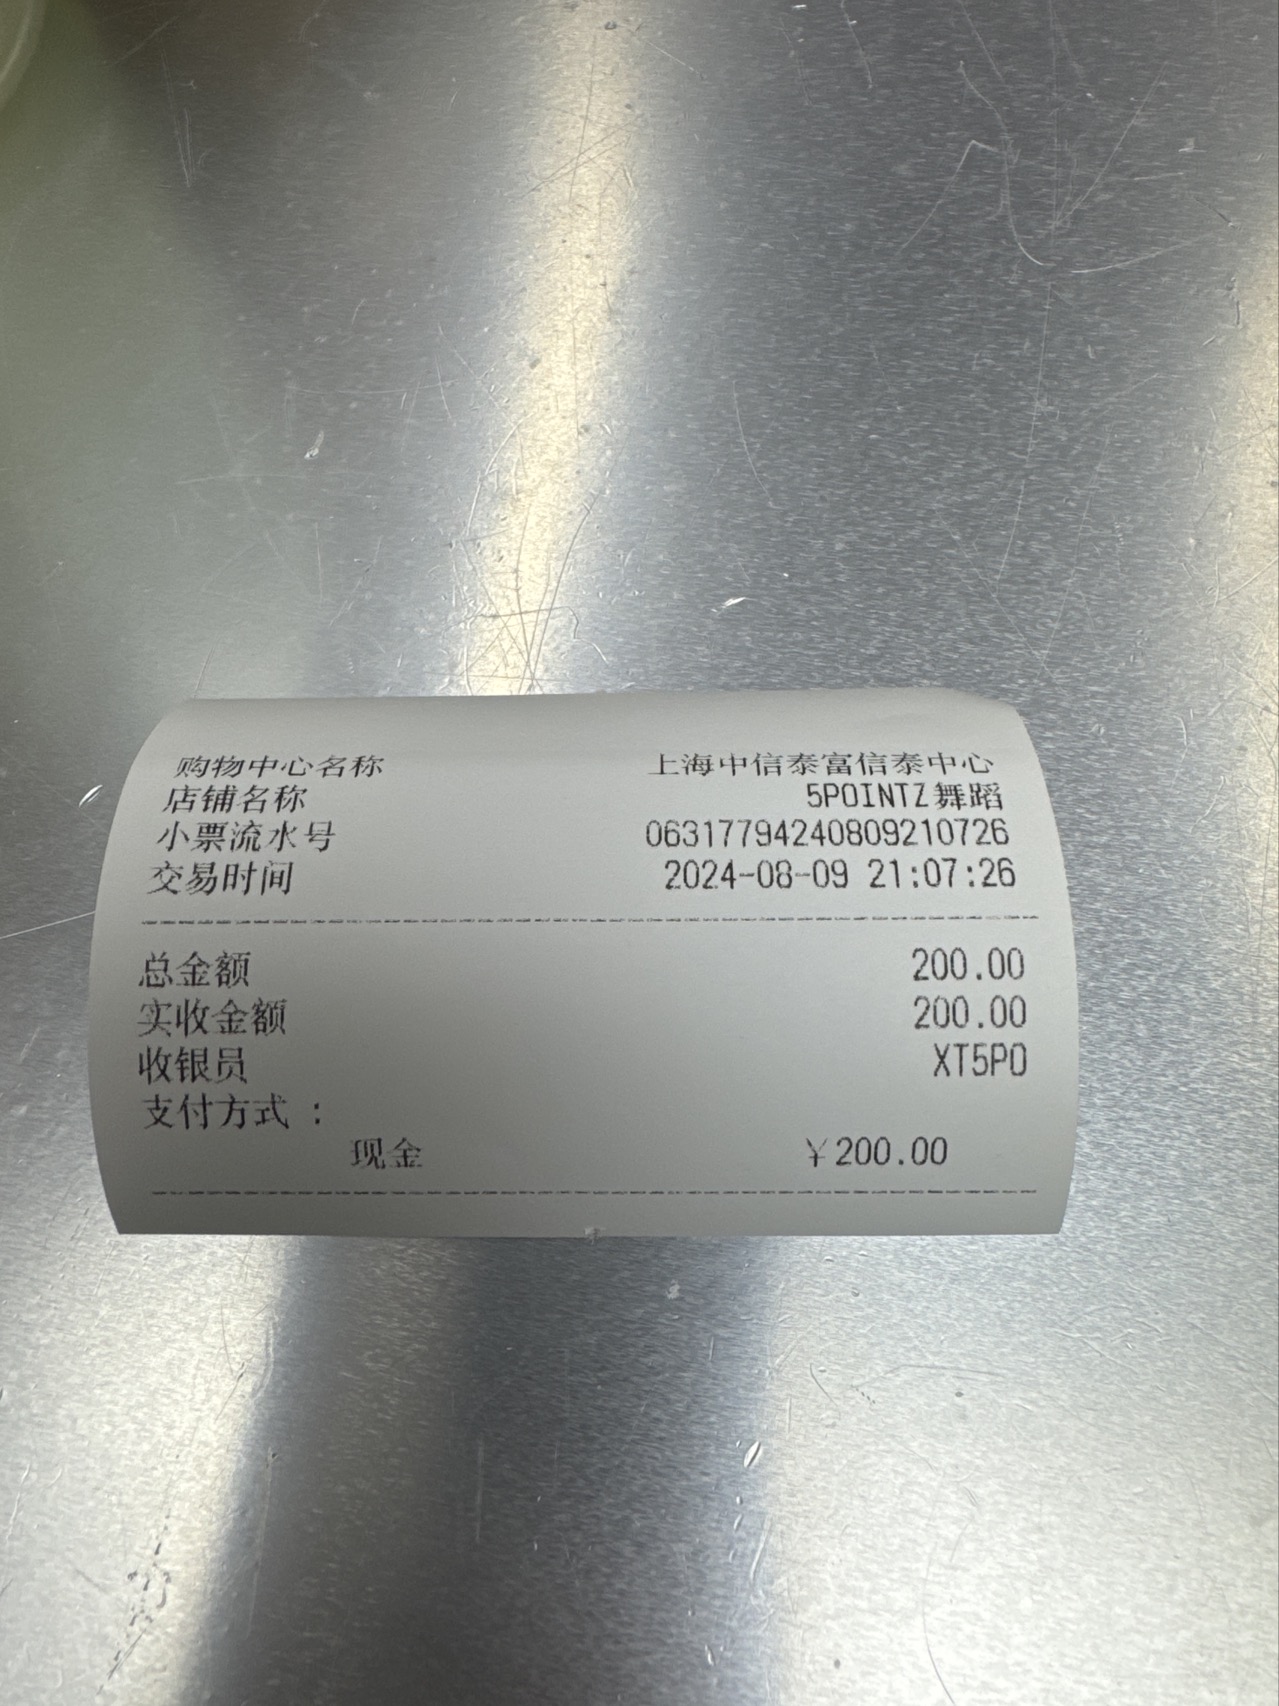 购物中心名称 上海中信泰富信泰中心
店铺名称 5POINTZ舞蹈
小票流水号 06317794240809210726
交易时间 2024-08-09 21:07:26
总金额 200.00
实收金额 200.00
收银员 XT5PO
支付方式 :
现金 ￥200.00